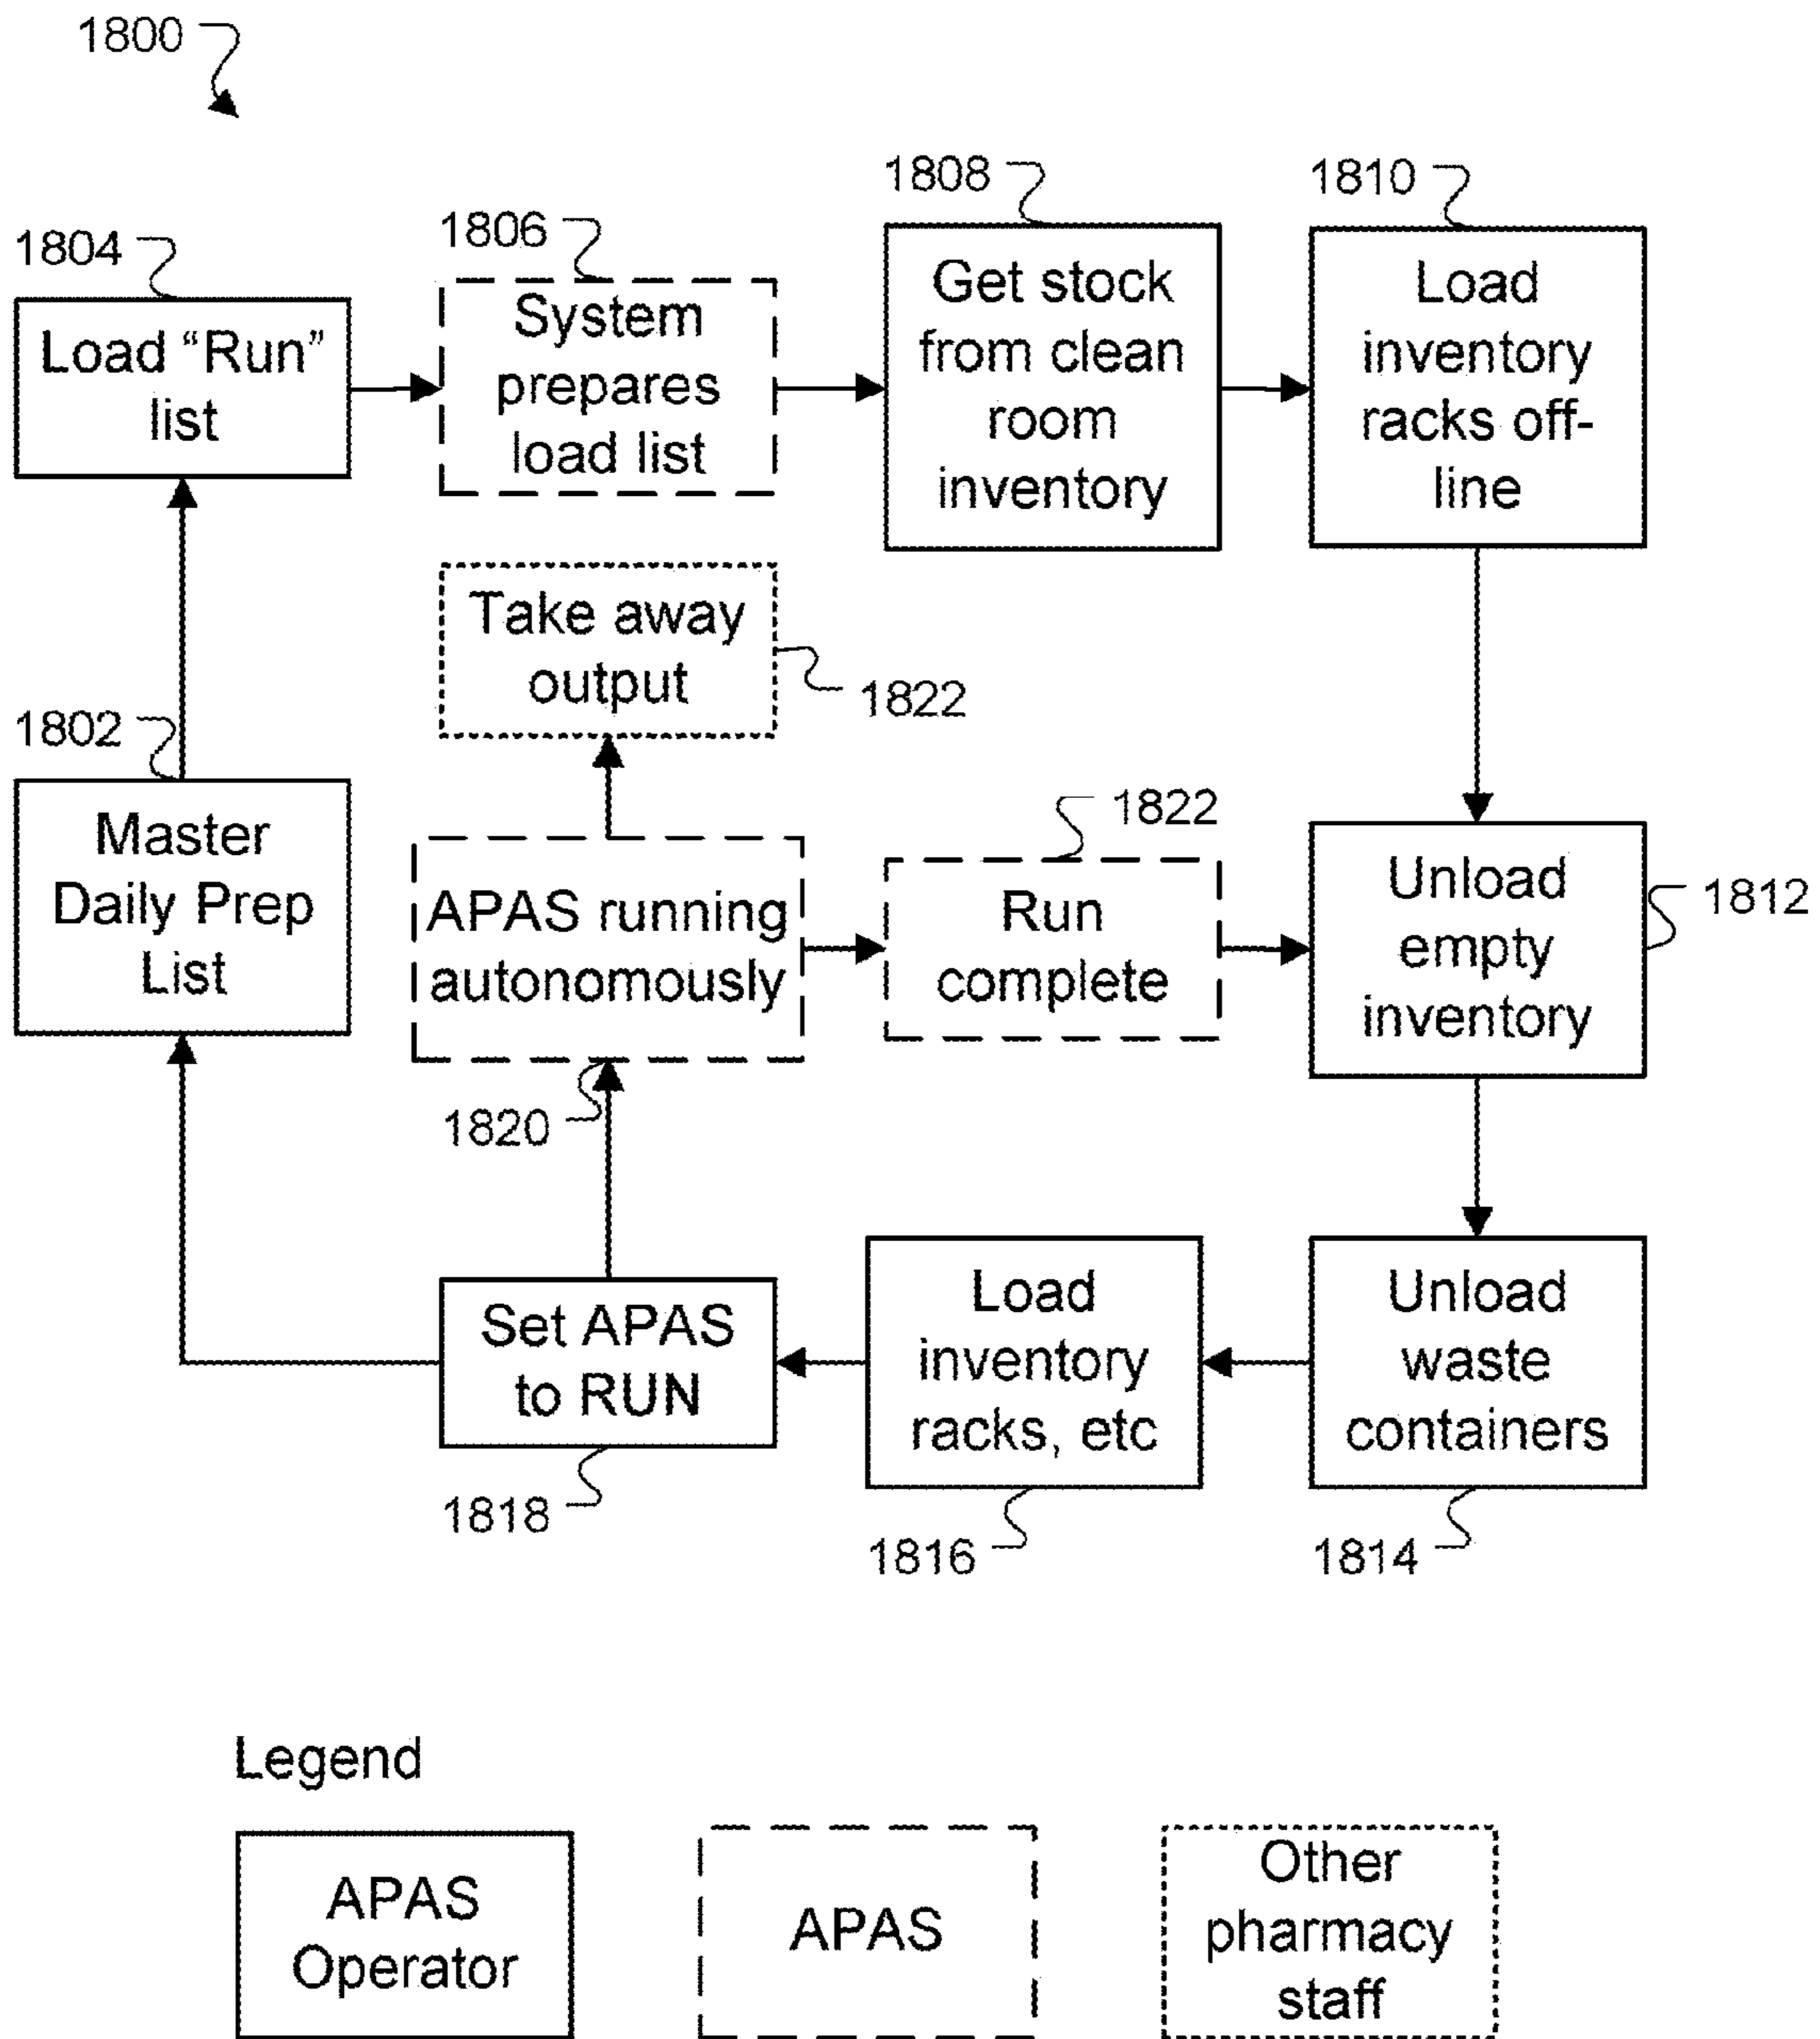 1800
1804
Load “Run”
list
1806
System
prepares
load list
1808
Get stock
from clean
room
inventory
1810
Load
inventory
racks off-
line
Take away
output
1822
1802
Master
Daily Prep
List
APAS running
autonomously
1820
1822
Run
complete
Unload
empty
inventory
1812
Set APAS
to RUN
1818
Load
inventory
racks, etc
1816
Unload
waste
containers
1814
Legend
APAS
Operator
APAS
Other
pharmacy
staff